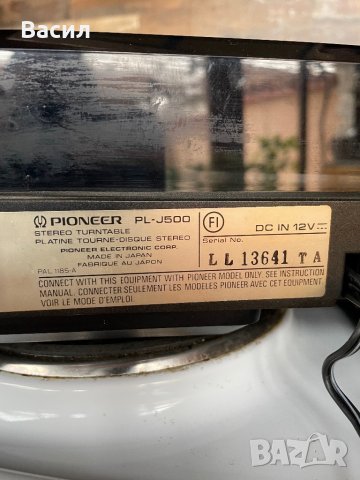 Васил
PIONEER PL-J500
STEREO TURNTABLE
PLATINE TOURNE-DISQUE STEREO
PIONEER ELECTRONIC CORP.
MADE IN JAPAN
FABRIQUE AU JAPON
PAL 1185-A
FI
DC IN 12V
Serial No.
LL 13641 TA
CONNECT WITH THIS EQUIPMENT WITH PIONEER MODEL ONLY. SEE INSTRUCTION
MANUAL. CONNECTER SEULEMENT LES MODELES PIONEER AVEC CET EQUIPMENT
VOIR LE MODE D'EMPLOI
BAZAR